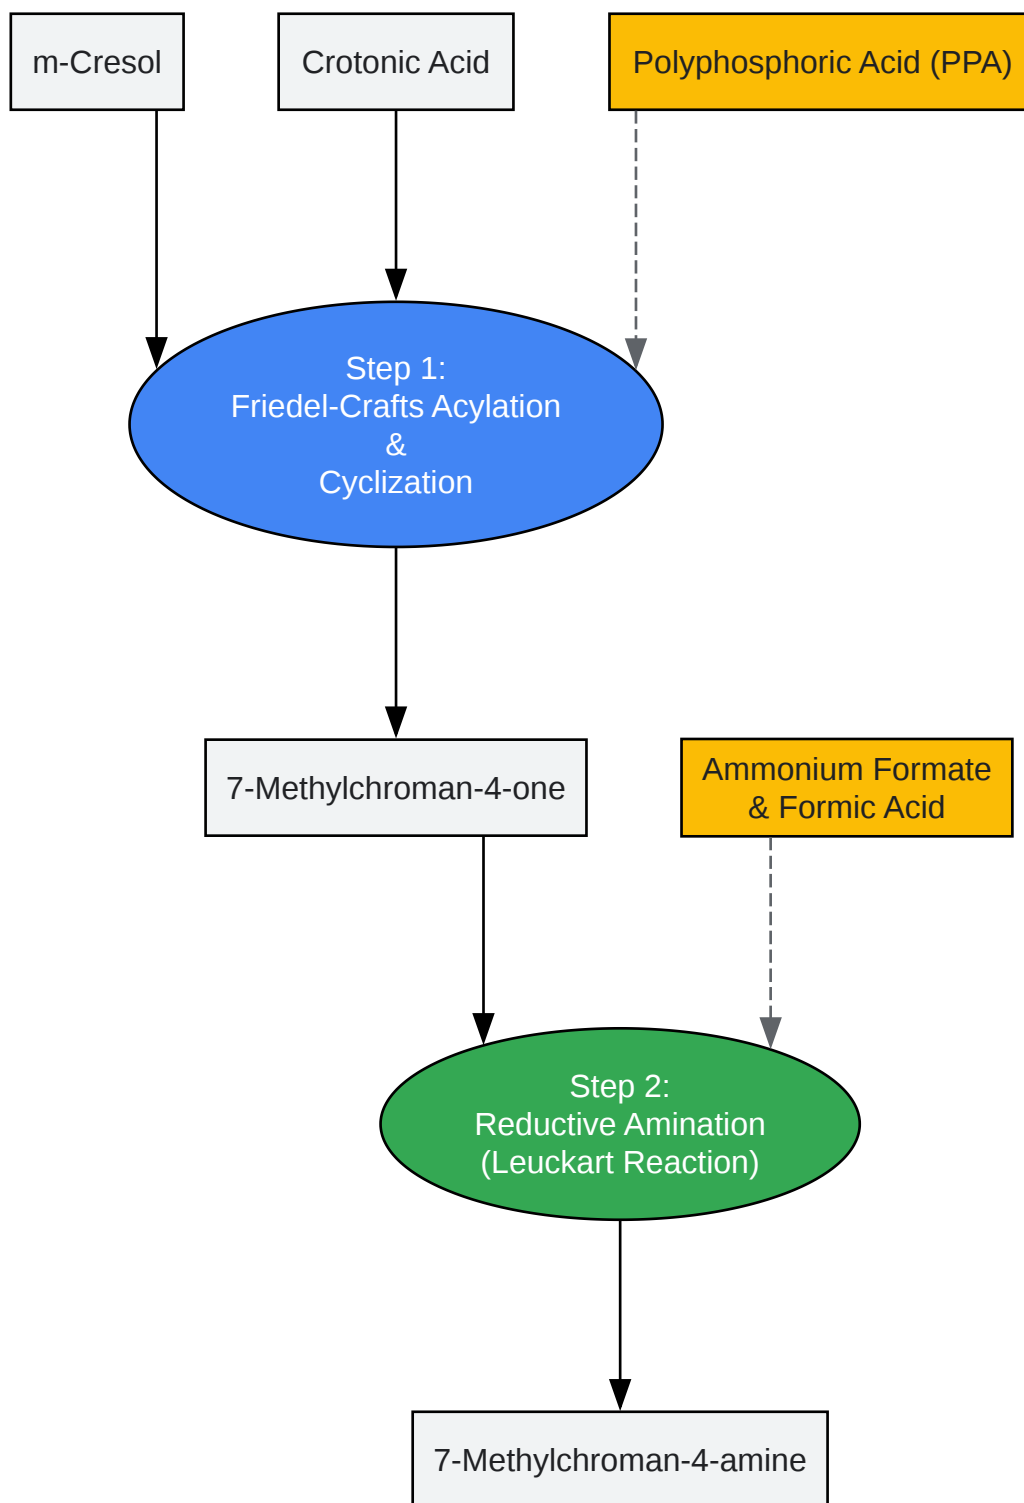 m-Cresol
Crotonic Acid
Polyphosphoric Acid (PPA)
Step 1:
Friedel-Crafts Acylation
&
Cyclization
7-Methylchroman-4-one
Ammonium Formate
& Formic Acid
Step 2:
Reductive Amination
(Leuckart Reaction)
7-Methylchroman-4-amine